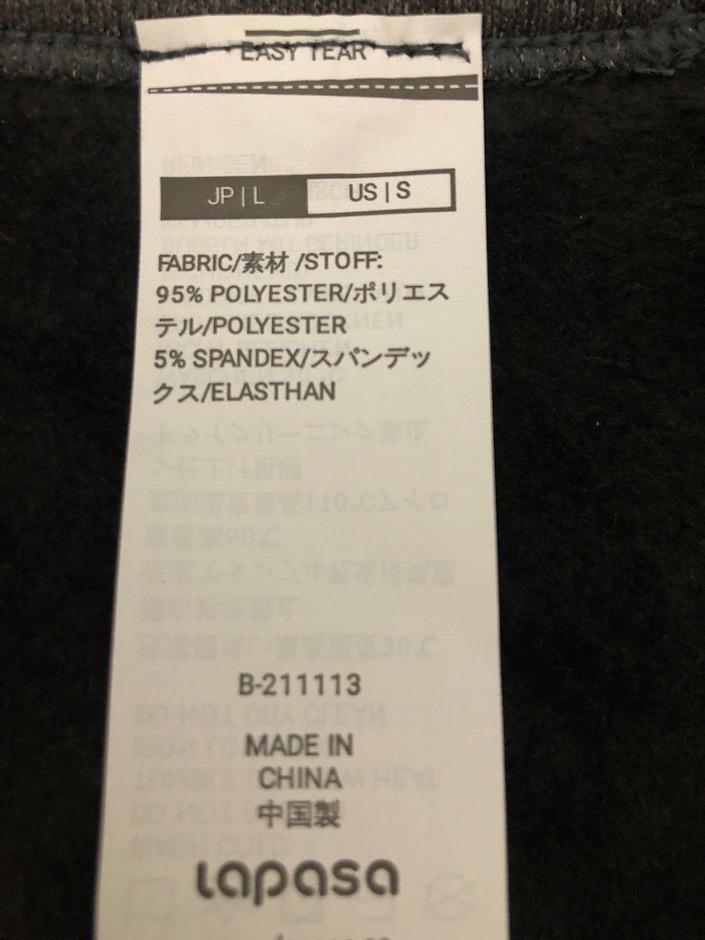 EASY TEAR
JP | L US | S
FABRIC/素材 /STOFF:
95% POLYESTER/ポリエス
テル/POLYESTER
5% SPANDEX/スパンデッ
クス/ELASTHAN
B-211113
MADE IN
CHINA
中国製
Lapasa